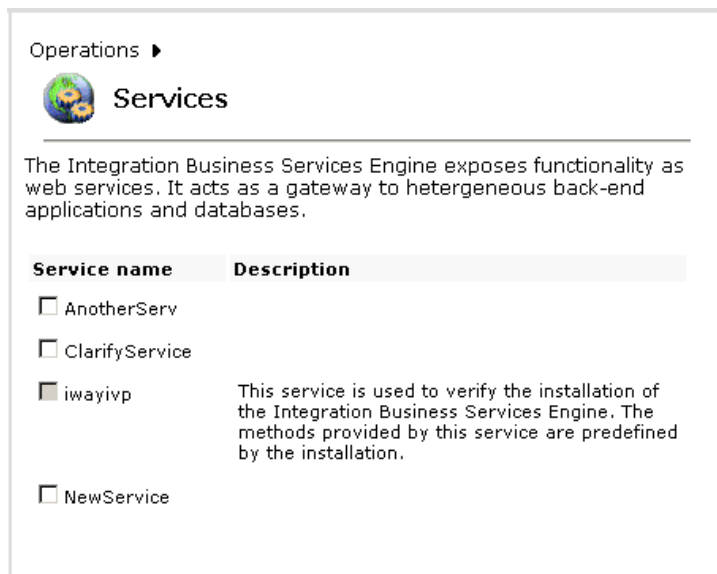 Operations
Services
The Integration Business Services Engine exposes functionality as
web services. It acts as a gateway to hetergeneous back-end
applications and databases.
Service name Description
AnotherServ
ClarifyService
iwayivp This service is used to verify the installation of
the Integration Business Services Engine. The
methods provided by this service are predefined
by the installation.
NewService